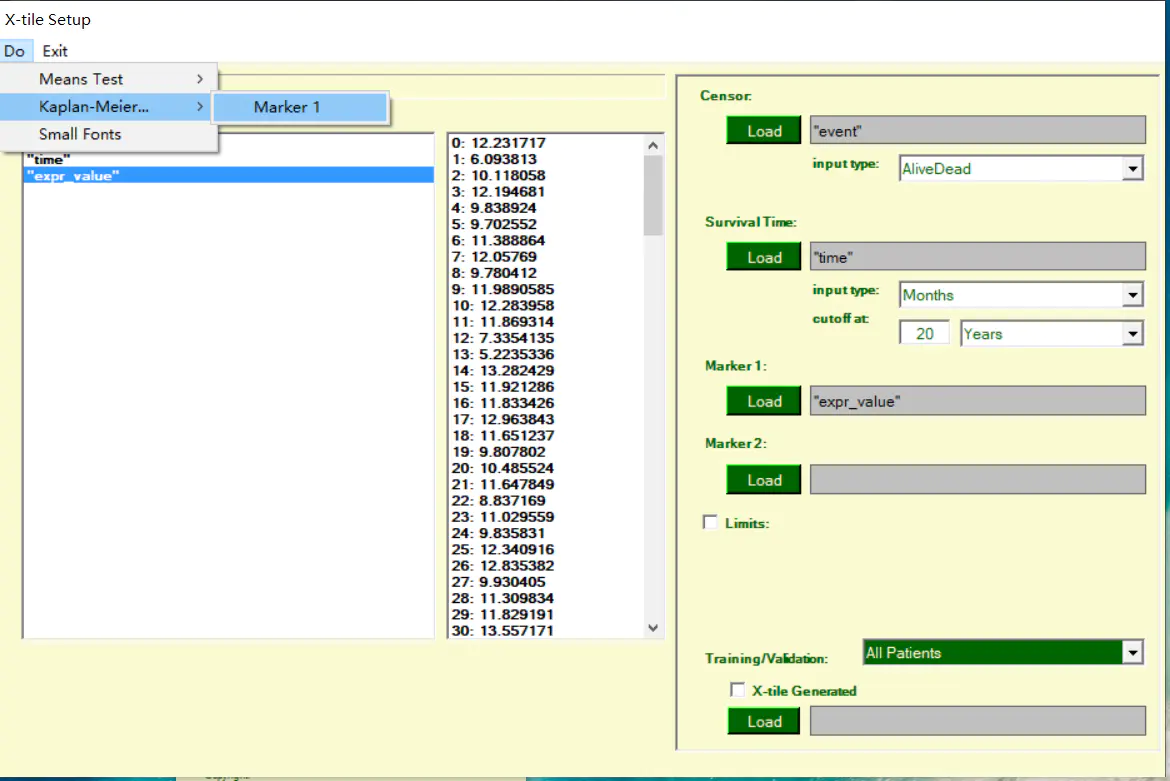 X-tile Setup
Do Exit
Means Test
Kaplan-Meier...
Marker 1
Small Fonts
"time"
"expr_value"
0: 12.231717
1: 6.093813
2: 10.118058
3: 12.194681
4: 9.838924
5: 9.702552
6: 11.388864
7: 12.05769
8: 9.780412
9: 11.9890585
10: 12.283958
11: 11.869314
12: 7.3354135
13: 5.2235336
14: 13.282429
15: 11.921286
16: 11.833426
17: 12.963843
18: 11.651237
19: 9.807802
20: 10.485524
21: 11.647849
22: 8.837169
23: 11.029559
24: 9.835831
25: 12.340916
26: 12.835382
27: 9.930405
28: 11.309834
29: 11.829191
30: 13.557171
Censor:
Load "event"
input type: AliveDead
Survival Time:
Load "time"
input type: Months
cutoff at: 20 Years
Marker 1:
Load "expr_value"
Marker 2:
Load
Limits:
Training/Validation: All Patients
X-tile Generated
Load